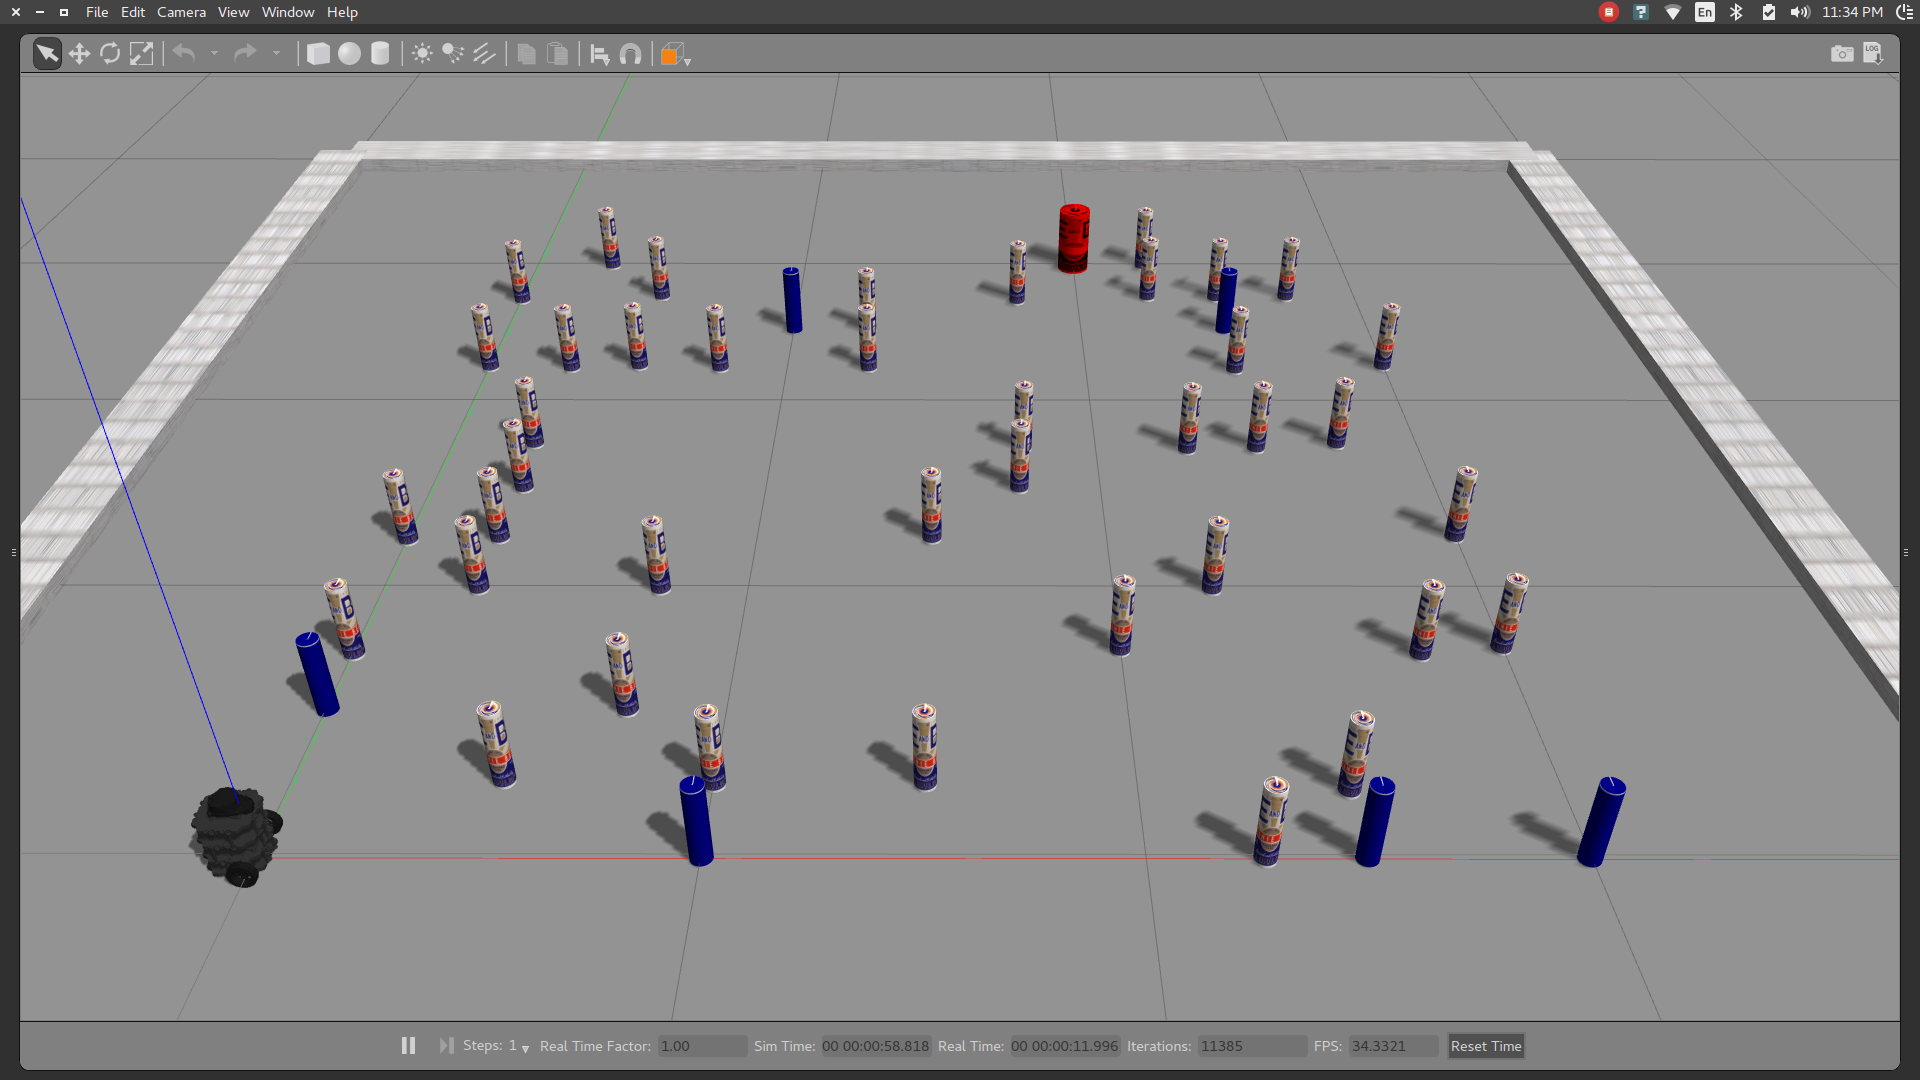 File Edit Camera View Window Help
En
11:34 PM
LOG
Steps: 1 Real Time Factor: 1.00 Sim Time: 00 00:00:58.818 Real Time: 00 00:00:11.996 Iterations: 11385 FPS: 34.3321 Reset Time